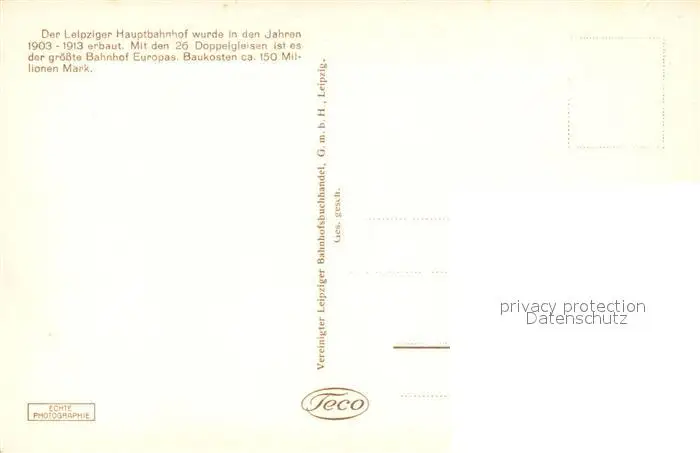 Der Leipziger Hauptbahnhof wurde in den Jahren
1903 - 1913 erbaut. Mit den 26 Doppelgleisen ist es
der größte Bahnhof Europas. Baukosten ca. 150 Mil-
lionen Mark.
Vereinigter Leipziger Bahnhofsbuchhandel, G. m. b. H., Leipzig.
Ges. gesch.
privacy protection
Datenschutz
ECHTE
PHOTOGRAPHIE
Teco